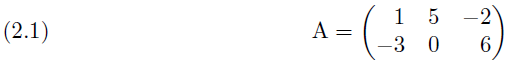 (2.1) A = ( 1 5 −2
−3 0 6 )